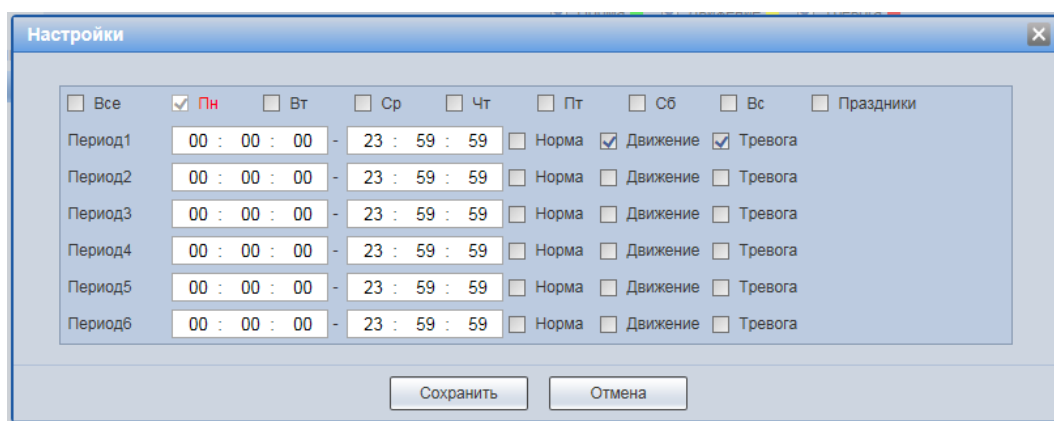 Норма Движение Тревога
Настройки
Все Пн Вт Ср Чт Пт Сб Вс Праздники
Период1 00 : 00 : 00 - 23 : 59 : 59 Норма Движение Тревога
Период2 00 : 00 : 00 - 23 : 59 : 59 Норма Движение Тревога
Период3 00 : 00 : 00 - 23 : 59 : 59 Норма Движение Тревога
Период4 00 : 00 : 00 - 23 : 59 : 59 Норма Движение Тревога
Период5 00 : 00 : 00 - 23 : 59 : 59 Норма Движение Тревога
Период6 00 : 00 : 00 - 23 : 59 : 59 Норма Движение Тревога
Сохранить Отмена